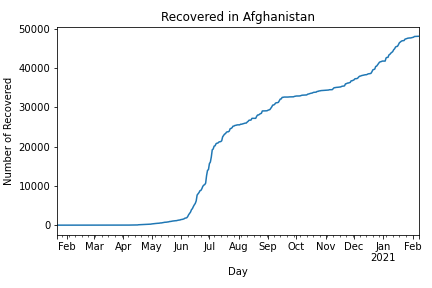 Recovered in Afghanistan
50000
40000
30000
20000
10000
0
Number of Recovered
Feb Mar Apr May Jun Jul Aug Sep Oct Nov Dec Jan Feb
2021
Day